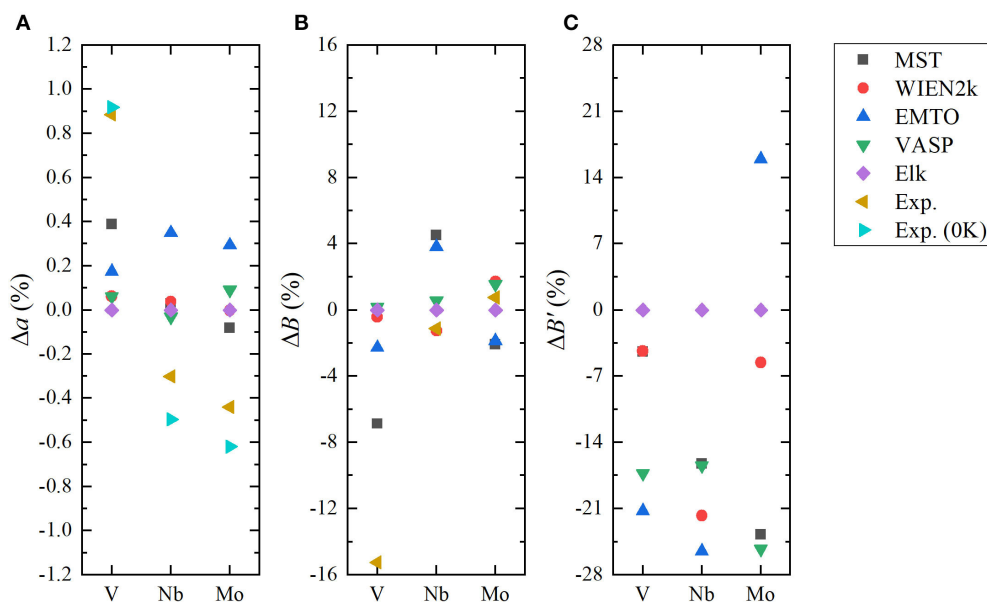 A
B
C
1.2
1.0
0.8
0.6
0.4
0.2
0.0
-0.2
-0.4
-0.6
-0.8
-1.0
-1.2
Δa (%)
V Nb Mo
16
12
8
4
0
-4
-8
-12
-16
ΔB (%)
V Nb Mo
28
21
14
7
0
-7
-14
-21
-28
ΔB' (%)
V Nb Mo
MST
WIEN2k
EMTO
VASP
Elk
Exp.
Exp. (0K)